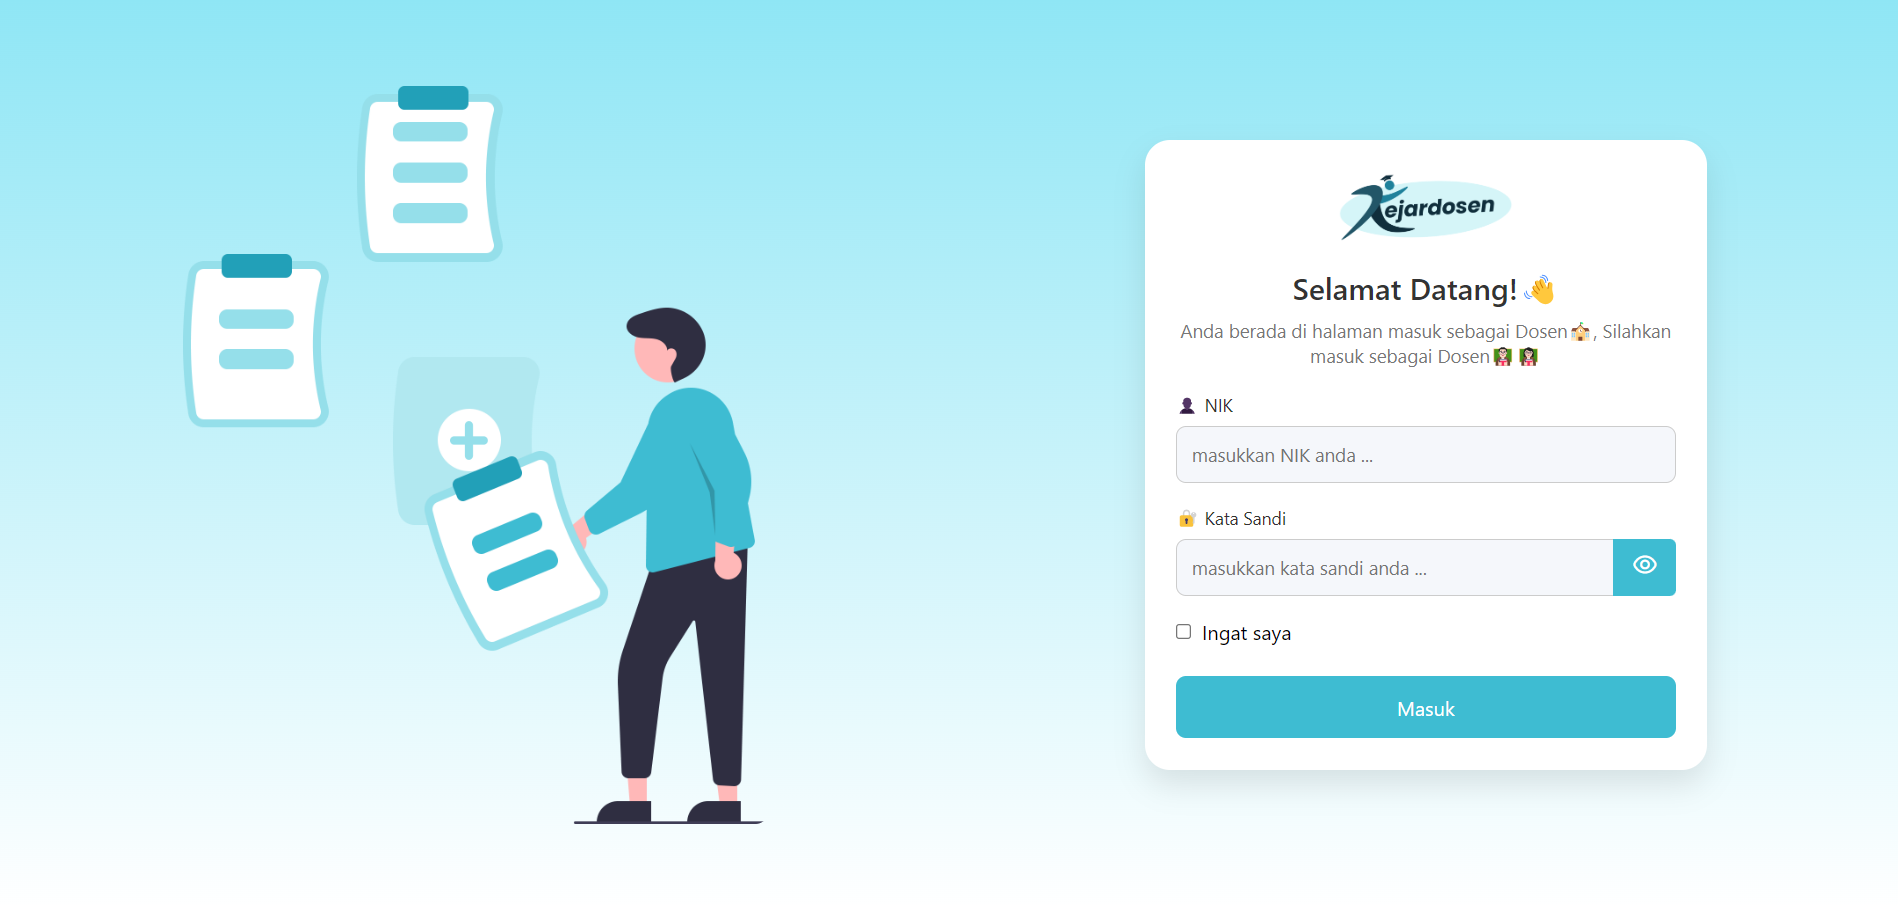 Kejardosen
Selamat Datang! 👋
Anda berada di halaman masuk sebagai Dosen🏫, Silahkan
masuk sebagai Dosen👨‍🏫 👩‍🏫
👤 NIK
masukkan NIK anda ...
🔐 Kata Sandi
masukkan kata sandi anda ...
Ingat saya
Masuk